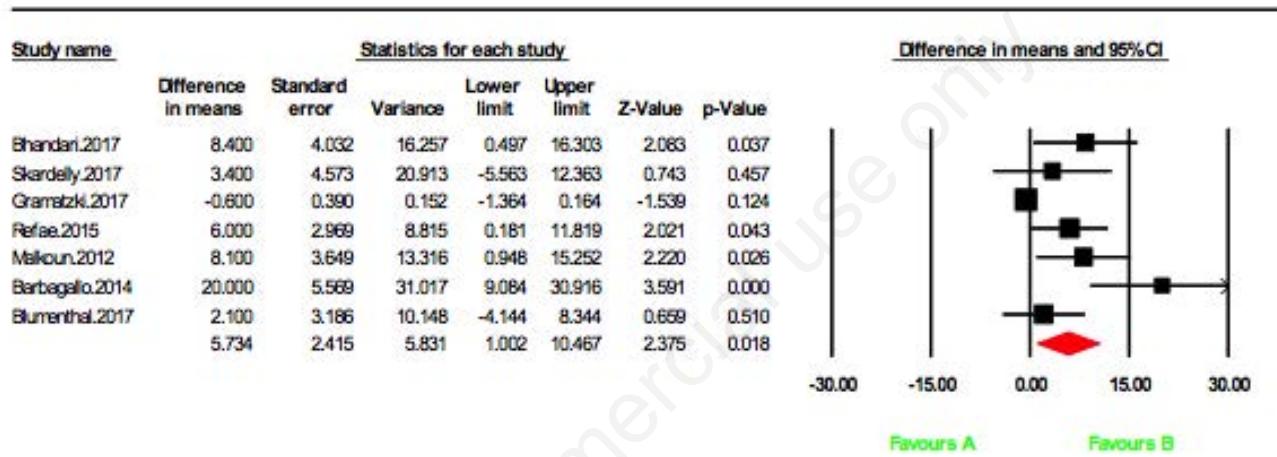 Study name Statistics for each study Difference in means and 95% CI
Difference in means Standard error Variance Lower limit Upper limit Z-Value p-Value
Bhandari.2017 8.400 4.032 16.257 0.497 16.303 2.083 0.037
Skardelly.2017 3.400 4.573 20.913 -5.563 12.363 0.743 0.457
Gramatzki.2017 -0.600 0.390 0.152 -1.364 0.164 -1.539 0.124
Refae.2015 6.000 2.969 8.815 0.181 11.819 2.021 0.043
Malkoun.2012 8.100 3.649 13.316 0.948 15.252 2.220 0.026
Barbagallo.2014 20.000 5.569 31.017 9.084 30.916 3.591 0.000
Blumenthal.2017 2.100 3.186 10.148 -4.144 8.344 0.659 0.510
5.734 2.415 5.831 1.002 10.467 2.375 0.018
-30.00 -15.00 0.00 15.00 30.00
Favours A Favours B
mercial use only